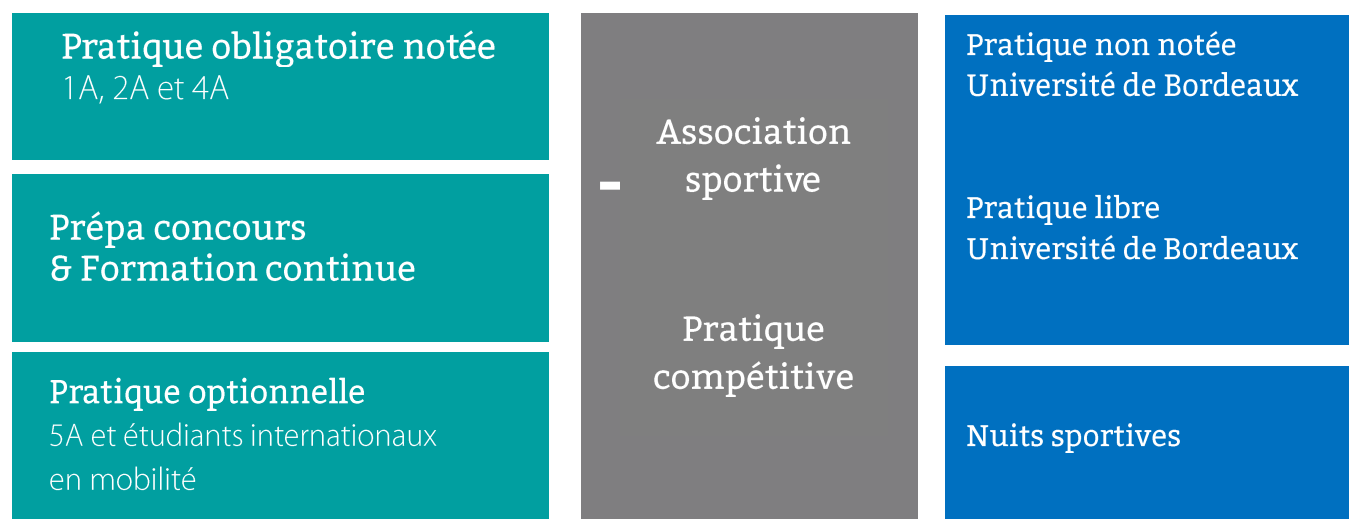 Pratique obligatoire notée
1A, 2A et 4A
Prépa concours
& Formation continue
Pratique optionnelle
5A et étudiants internationaux
en mobilité
-
Association
sportive
Pratique
compétitive
Pratique non notée
Université de Bordeaux
Pratique libre
Université de Bordeaux
Nuits sportives